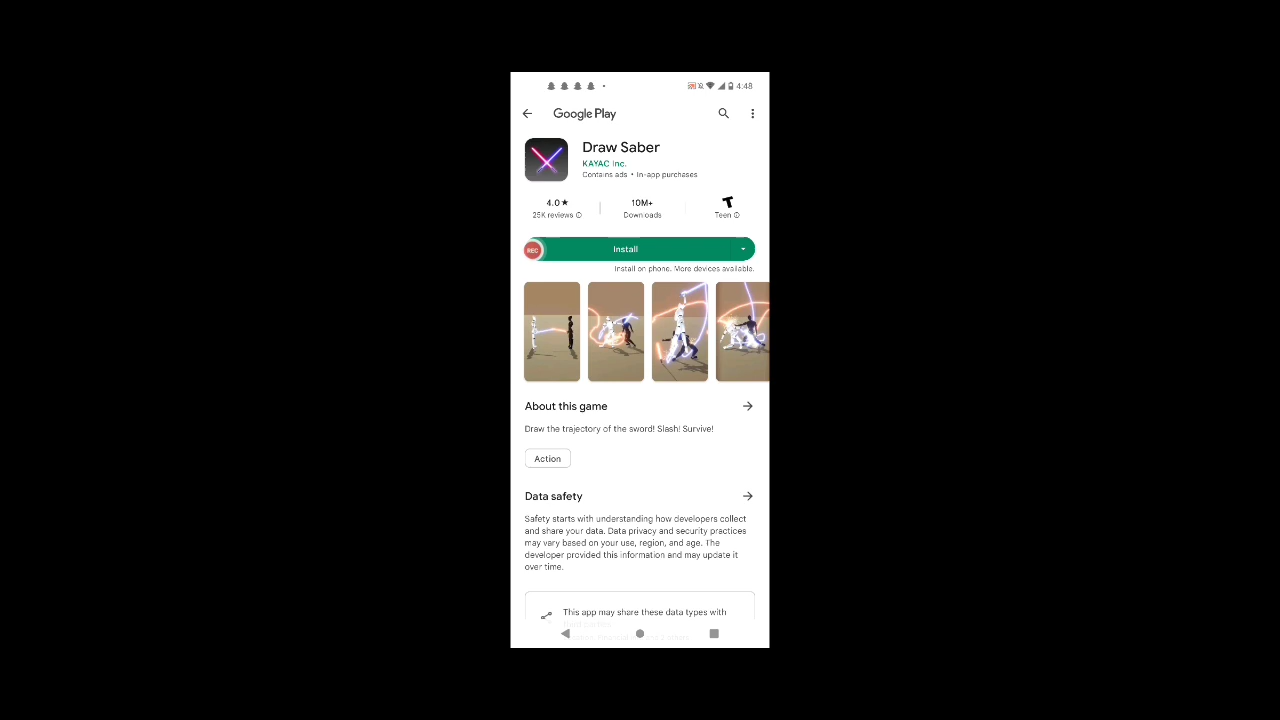 4:48
Google Play
Draw Saber
KAYAC Inc.
Contains ads • In-app purchases
4.0★ 10M+ T
25K reviews Downloads Teen
REC Install
Install on phone. More devices available.
About this game
Draw the trajectory of the sword! Slash! Survive!
Action
Data safety
Safety starts with understanding how developers collect
and share your data. Data privacy and security practices
may vary based on your use, region, and age. The
developer provided this information and may update it
over time.
This app may share these data types with